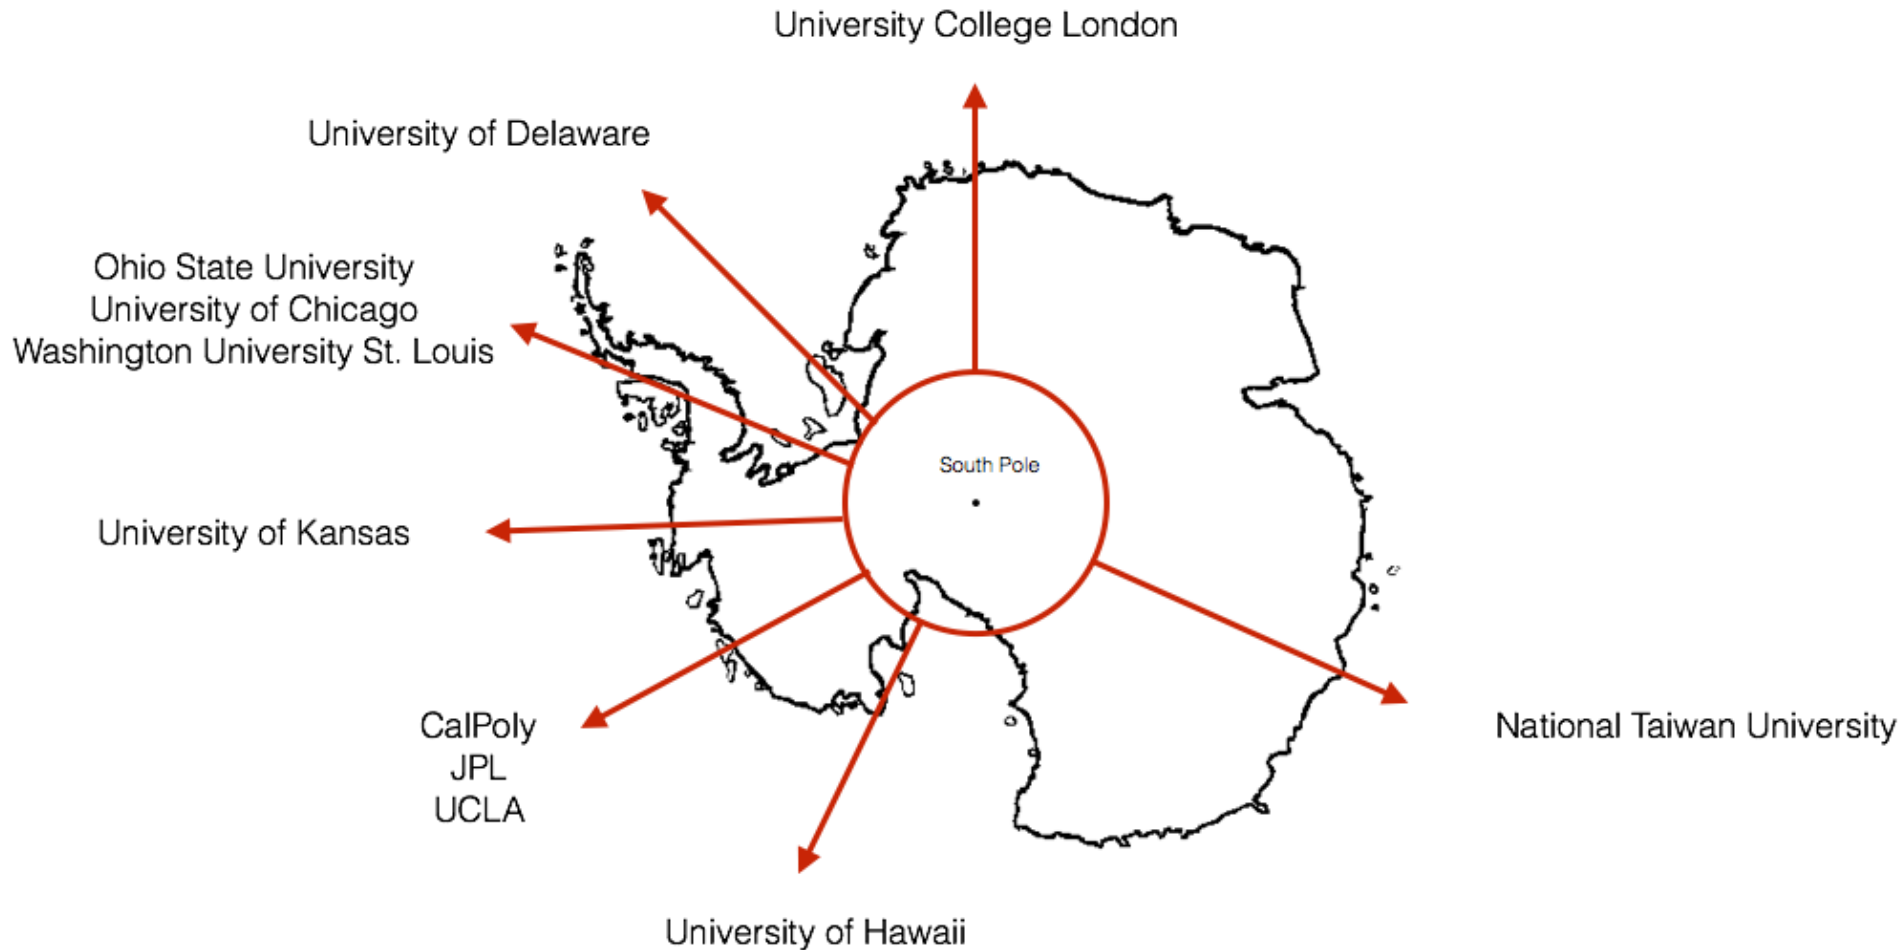 University College London
University of Delaware
Ohio State University
University of Chicago
Washington University St. Louis
South Pole
University of Kansas
CalPoly
JPL
UCLA
National Taiwan University
University of Hawaii